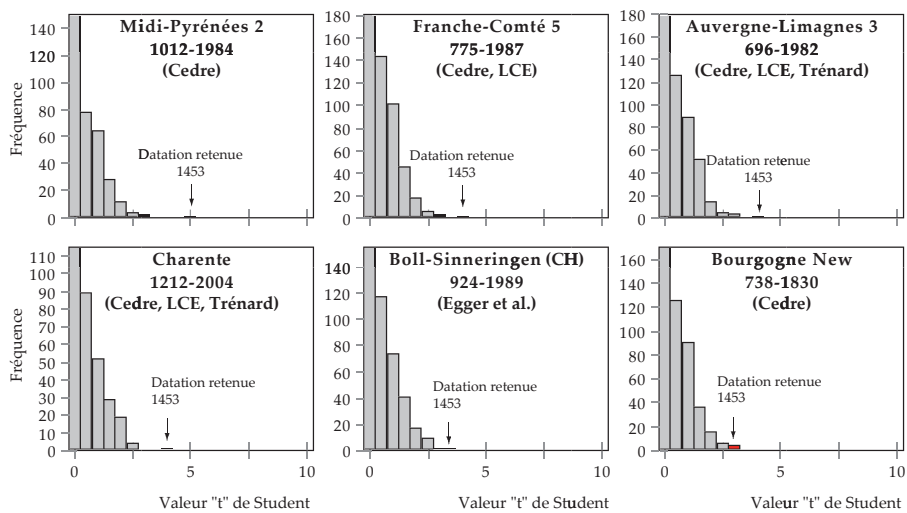 Midi-Pyrénées 2
1012-1984
(Cedre)
Fréquence
140
120
100
80
60
40
20
0
Datation retenue
1453
Franche-Comté 5
775-1987
(Cedre, LCE)
180
160
140
120
100
80
60
40
20
0
Datation retenue
1453
Auvergne-Limagnes 3
696-1982
(Cedre, LCE, Trénard)
180
160
140
120
100
80
60
40
20
0
Datation retenue
1453
Charente
1212-2004
(Cedre, LCE, Trénard)
Fréquence
110
100
90
80
70
60
50
40
30
20
10
0
Datation retenue
1453
0 5 10
Valeur "t" de Student
Boll-Sinneringen (CH)
924-1989
(Egger et al.)
140
120
100
80
60
40
20
0
Datation retenue
1453
0 5 10
Valeur "t" de Student
Bourgogne New
738-1830
(Cedre)
160
140
120
100
80
60
40
20
0
Datation retenue
1453
0 5 10
Valeur "t" de Student